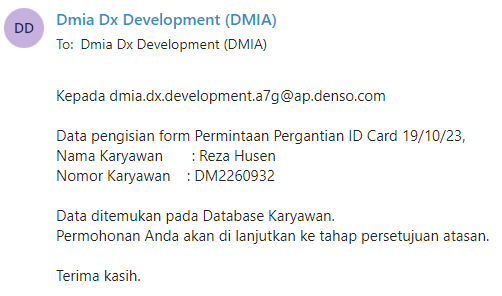 DD
Dmia Dx Development (DMIA)
To: Dmia Dx Development (DMIA)
Kepada dmia.dx.development.a7g@ap.denso.com
Data pengisian form Permintaan Pergantian ID Card 19/10/23,
Nama Karyawan : Reza Husen
Nomor Karyawan : DM2260932
Data ditemukan pada Database Karyawan.
Permohonan Anda akan di lanjutkan ke tahap persetujuan atasan.
Terima kasih.